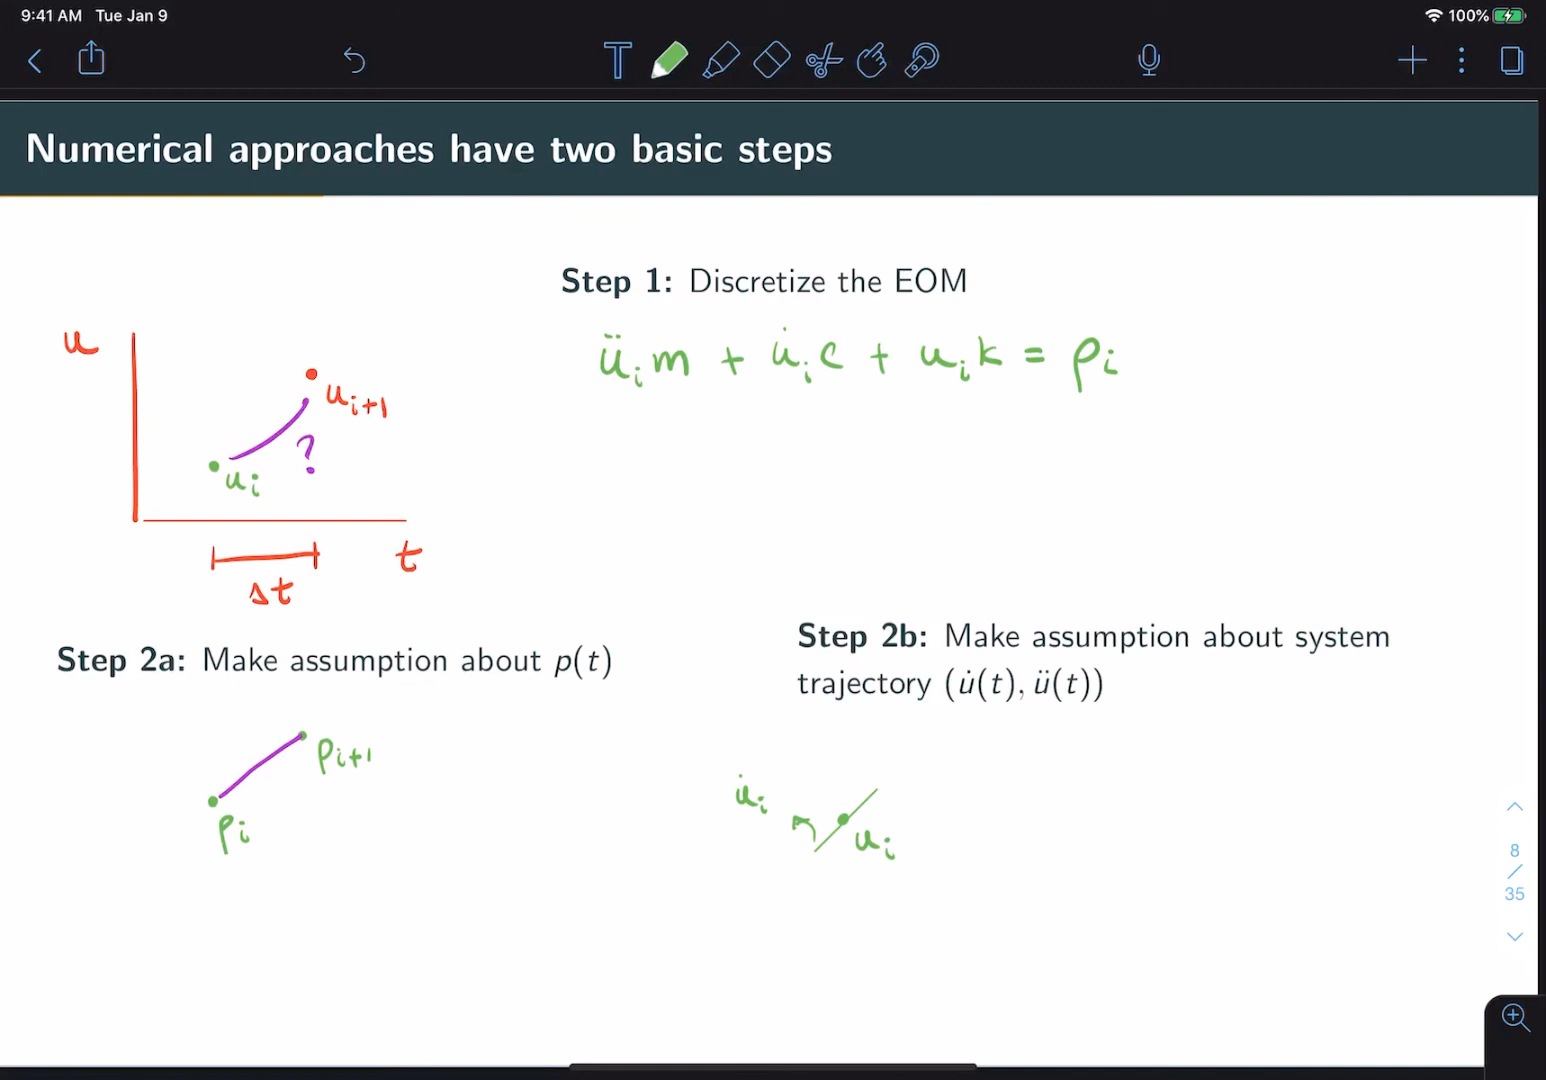 9:41 AM Tue Jan 9
100%
Numerical approaches have two basic steps
Step 1: Discretize the EOM
üᵢm + u̇ᵢc + uᵢk = pᵢ
u
uᵢ₊₁
?
uᵢ
t
Δt
Step 2a: Make assumption about p(t)
pᵢ₊₁
pᵢ
Step 2b: Make assumption about system
trajectory (u̇(t), ü(t))
u̇ᵢ
uᵢ
8
/
35